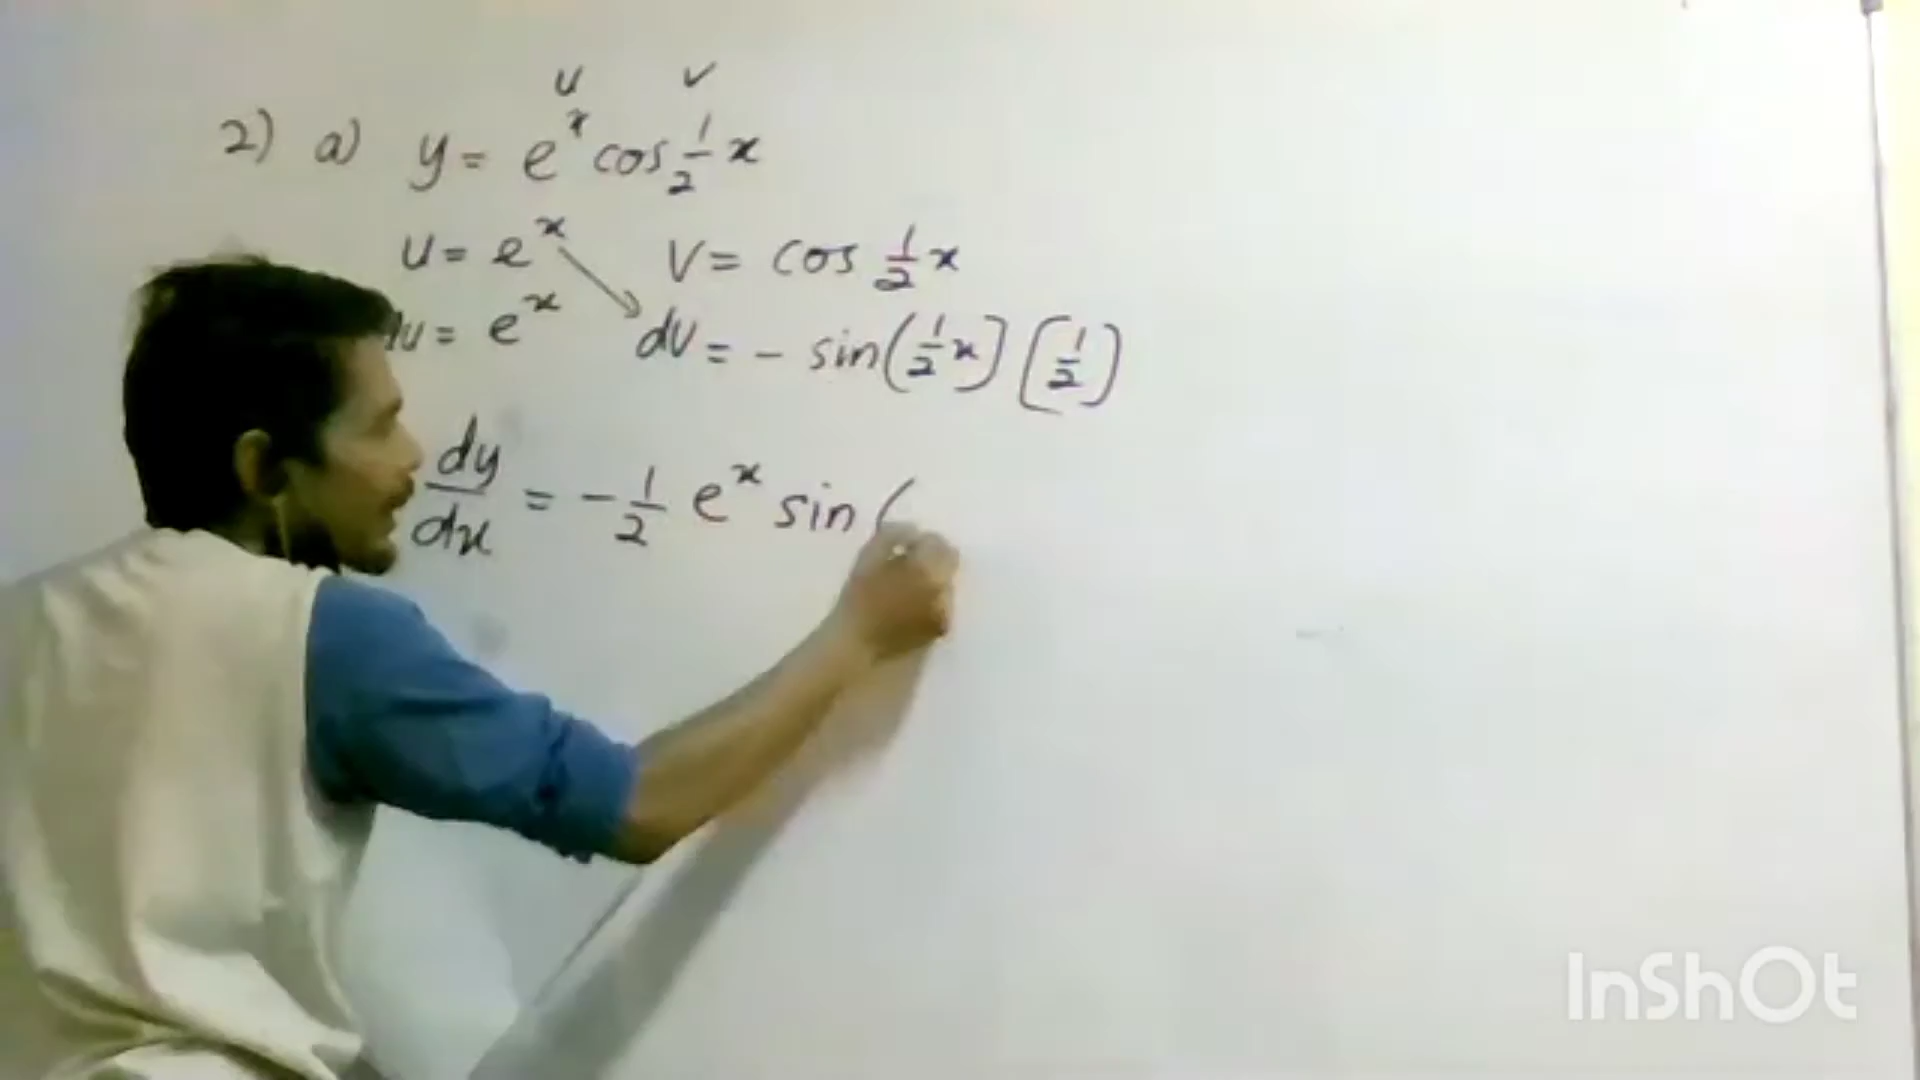 u v
2) a) y = e^x cos 1/2 x
u = e^x v = cos 1/2 x
du = e^x dv = - sin(1/2 x) (1/2)
dy/dx = - 1/2 e^x sin (
InShOt